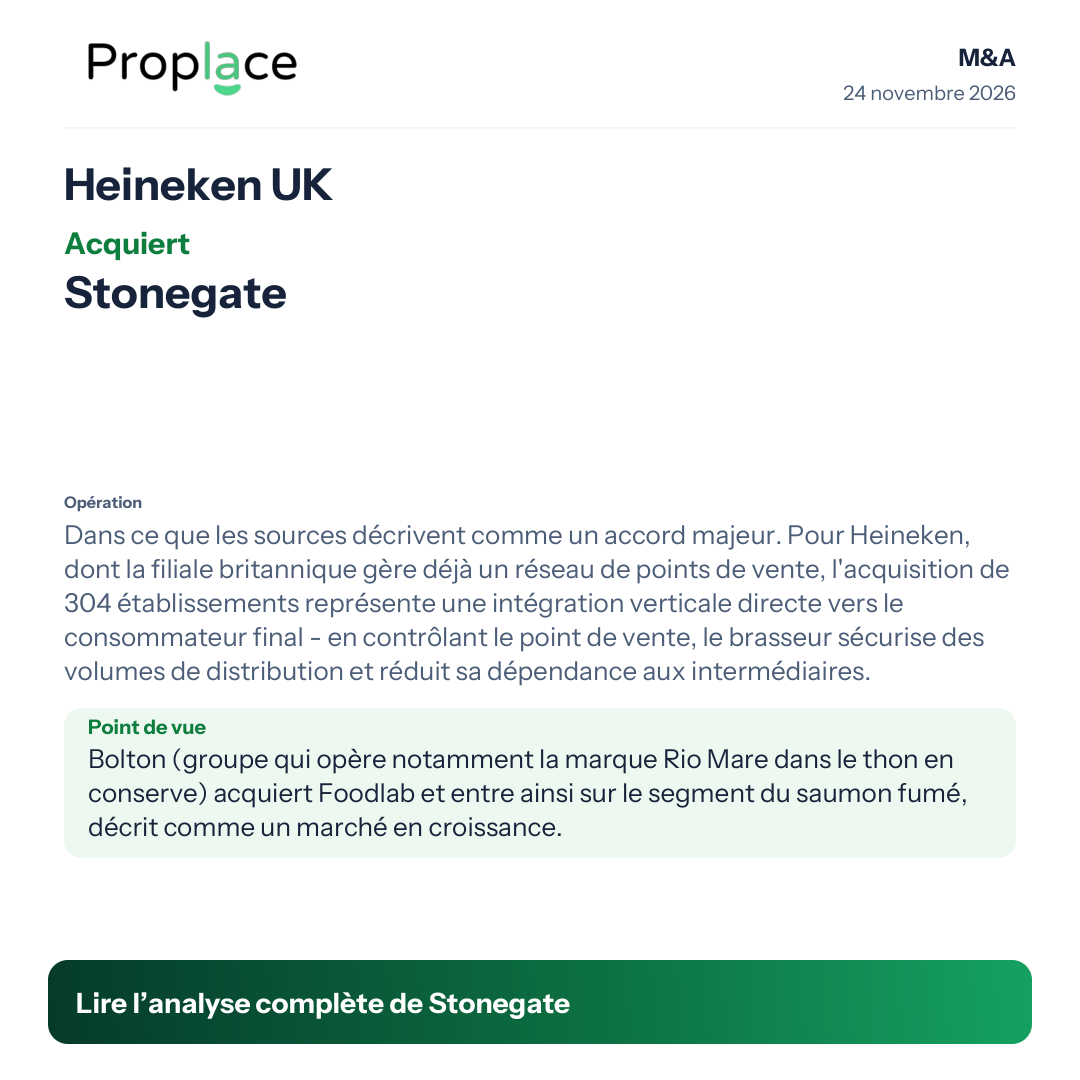 Proplace
M&A
24 novembre 2026
Heineken UK
Acquiert
Stonegate
Opération
Dans ce que les sources décrivent comme un accord majeur. Pour Heineken,
dont la filiale britannique gère déjà un réseau de points de vente, l'acquisition de
304 établissements représente une intégration verticale directe vers le
consommateur final - en contrôlant le point de vente, le brasseur sécurise des
volumes de distribution et réduit sa dépendance aux intermédiaires.
Point de vue
Bolton (groupe qui opère notamment la marque Rio Mare dans le thon en
conserve) acquiert Foodlab et entre ainsi sur le segment du saumon fumé,
décrit comme un marché en croissance.
Lire l’analyse complète de Stonegate